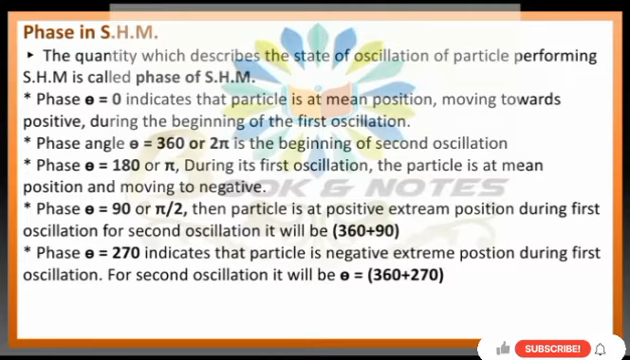 Phase in S.H.M.
‣ The quantity which describes the state of oscillation of particle performing
S.H.M is called phase of S.H.M.
* Phase ɵ = 0 indicates that particle is at mean position, moving towards
positive, during the beginning of the first oscillation.
* Phase angle ɵ = 360 or 2π is the beginning of second oscillation
* Phase ɵ = 180 or π, During its first oscillation, the particle is at mean
position and moving to negative.
* Phase ɵ = 90 or π/2, then particle is at positive extream position during first
oscillation for second oscillation it will be (360+90)
* Phase ɵ = 270 indicates that particle is negative extreme postion during first
oscillation. For second oscillation it will be ɵ = (360+270)
OOK & NOTES
SUBSCRIBE!